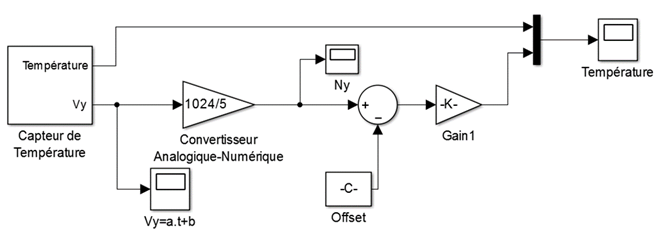 Température
Vy
Capteur de
Température
1024/5
Convertisseur
Analogique-Numérique
Vy=a.t+b
Ny
+
−
-C-
Offset
-K-
Gain1
Température